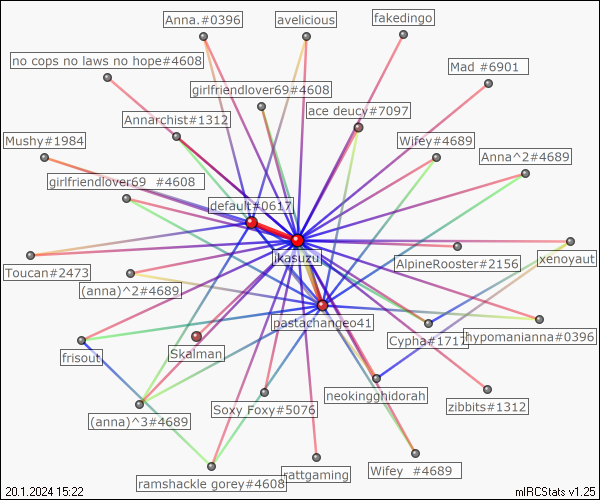 Anna.#0396
avelicious
fakedingo
no cops no laws no hope#4608
Mad #6901
girlfriendlover69#4608
ace deucy#7097
Annarchist#1312
Mushy#1984
Wifey#4689
Anna^2#4689
girlfriendlover69 #4608
default#0617
ikasuzu
xenoyaut
AlpineRooster#2156
Toucan#2473
(anna)^2#4689
pastachangeo41
hypomanianna#0396
Cypha#1717
frisout
Skalman
neokingghidorah
zibbits#1312
Soxy Foxy#5076
(anna)^3#4689
Wifey #4689
rattgaming
ramshackle gorey#4608
20.1.2024 15:22
mIRCStats v1.25